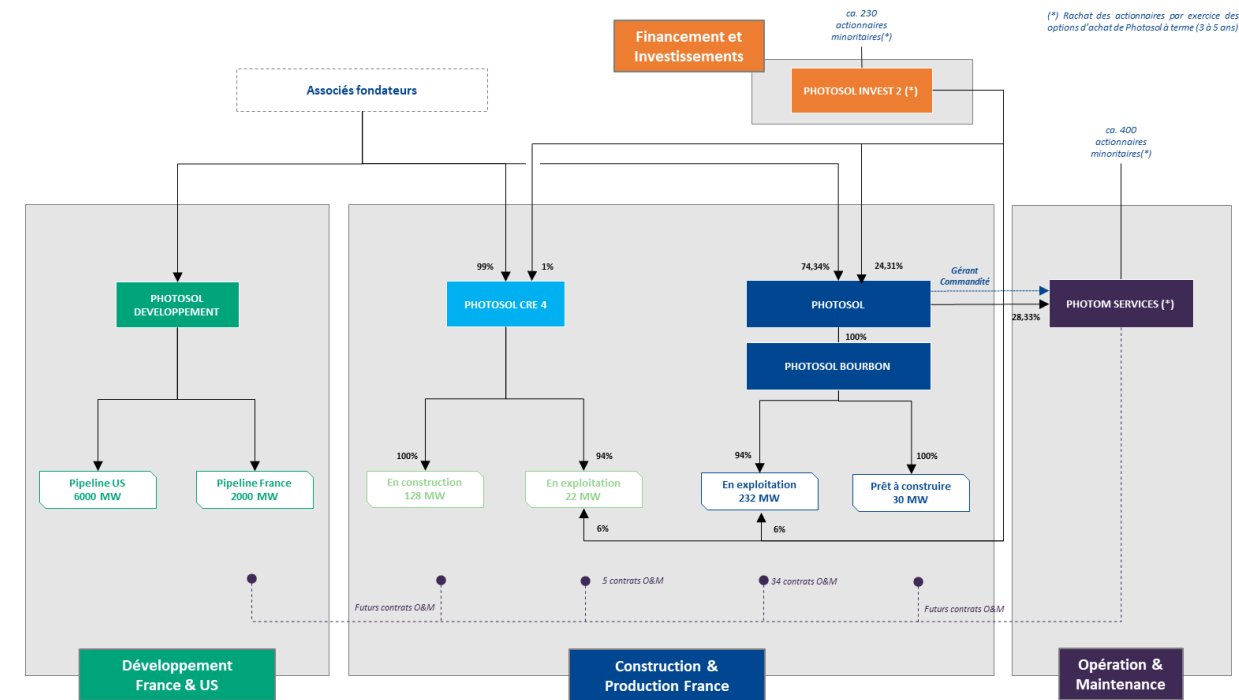 ca. 230
actionnaires
minoritaires(*)
(*) Rachat des actionnaires par exercice des
options d'achat de Photosol à terme (3 à 5 ans)
Financement et
Investissements
PHOTOSOL INVEST 2 (*)
Associés fondateurs
ca. 400
actionnaires
minoritaires(*)
99%
1%
74,34%
24,31%
Gérant
Commandité
PHOTOSOL
DEVELOPPEMENT
PHOTOSOL CRE 4
PHOTOSOL
PHOTOM SERVICES (*)
28,33%
100%
PHOTOSOL BOURBON
100%
94%
94%
100%
Pipeline US
6000 MW
Pipeline France
2000 MW
En construction
128 MW
En exploitation
22 MW
En exploitation
232 MW
Prêt à construire
30 MW
6%
6%
5 contrats O&M
34 contrats O&M
Futurs contrats O&M
Futurs contrats O&M
Développement
France & US
Construction &
Production France
Opération &
Maintenance